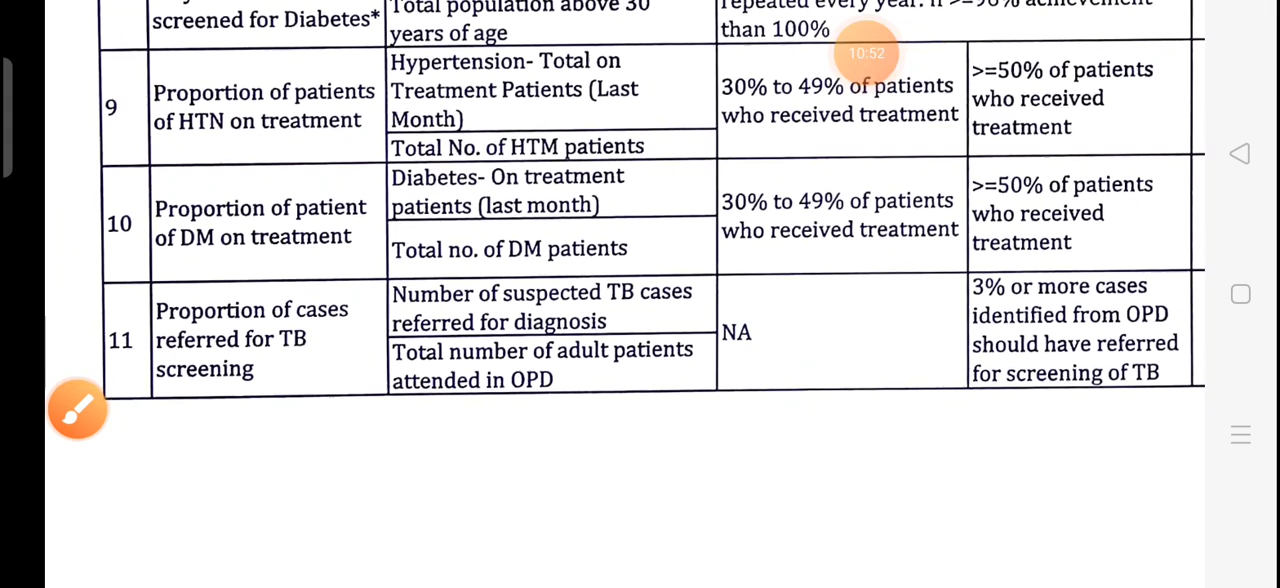 screened for Diabetes*
Total population above 30
years of age
than 100%
10:52
9
Proportion of patients
of HTN on treatment
Hypertension- Total on
Treatment Patients (Last
Month)
Total No. of HTM patients
30% to 49% of patients
who received treatment
>=50% of patients
who received
treatment
10
Proportion of patient
of DM on treatment
Diabetes- On treatment
patients (last month)
Total no. of DM patients
30% to 49% of patients
who received treatment
>=50% of patients
who received
treatment
11
Proportion of cases
referred for TB
screening
Number of suspected TB cases
referred for diagnosis
Total number of adult patients
attended in OPD
NA
3% or more cases
identified from OPD
should have referred
for screening of TB